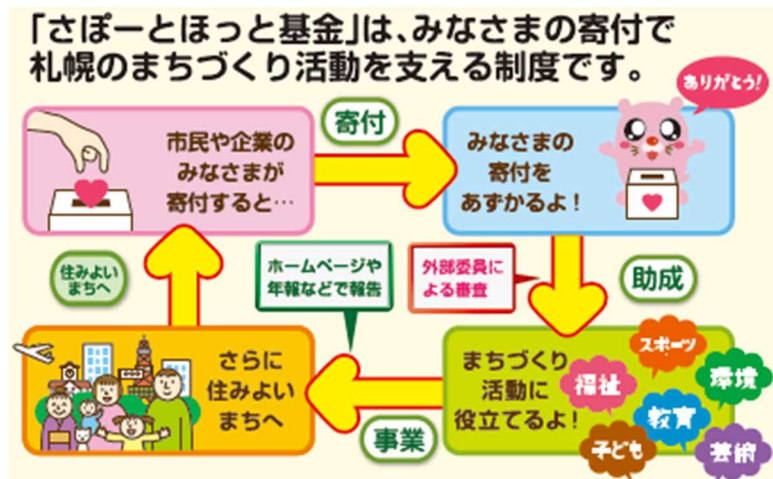 「さぽーとほっと基金」は、みなさまの寄付で
札幌のまちづくり活動を支える制度です。
ありがとう!
寄付
市民や企業の
みなさまが
寄付すると…
みなさまの
寄付を
あずかるよ!
住みよい
まちへ
ホームページや
年報などで報告
外部委員に
よる審査
助成
さらに
住みよい
まちへ
まちづくり
活動に
役立てるよ!
スポーツ
福祉
環境
教育
子ども
芸術
事業